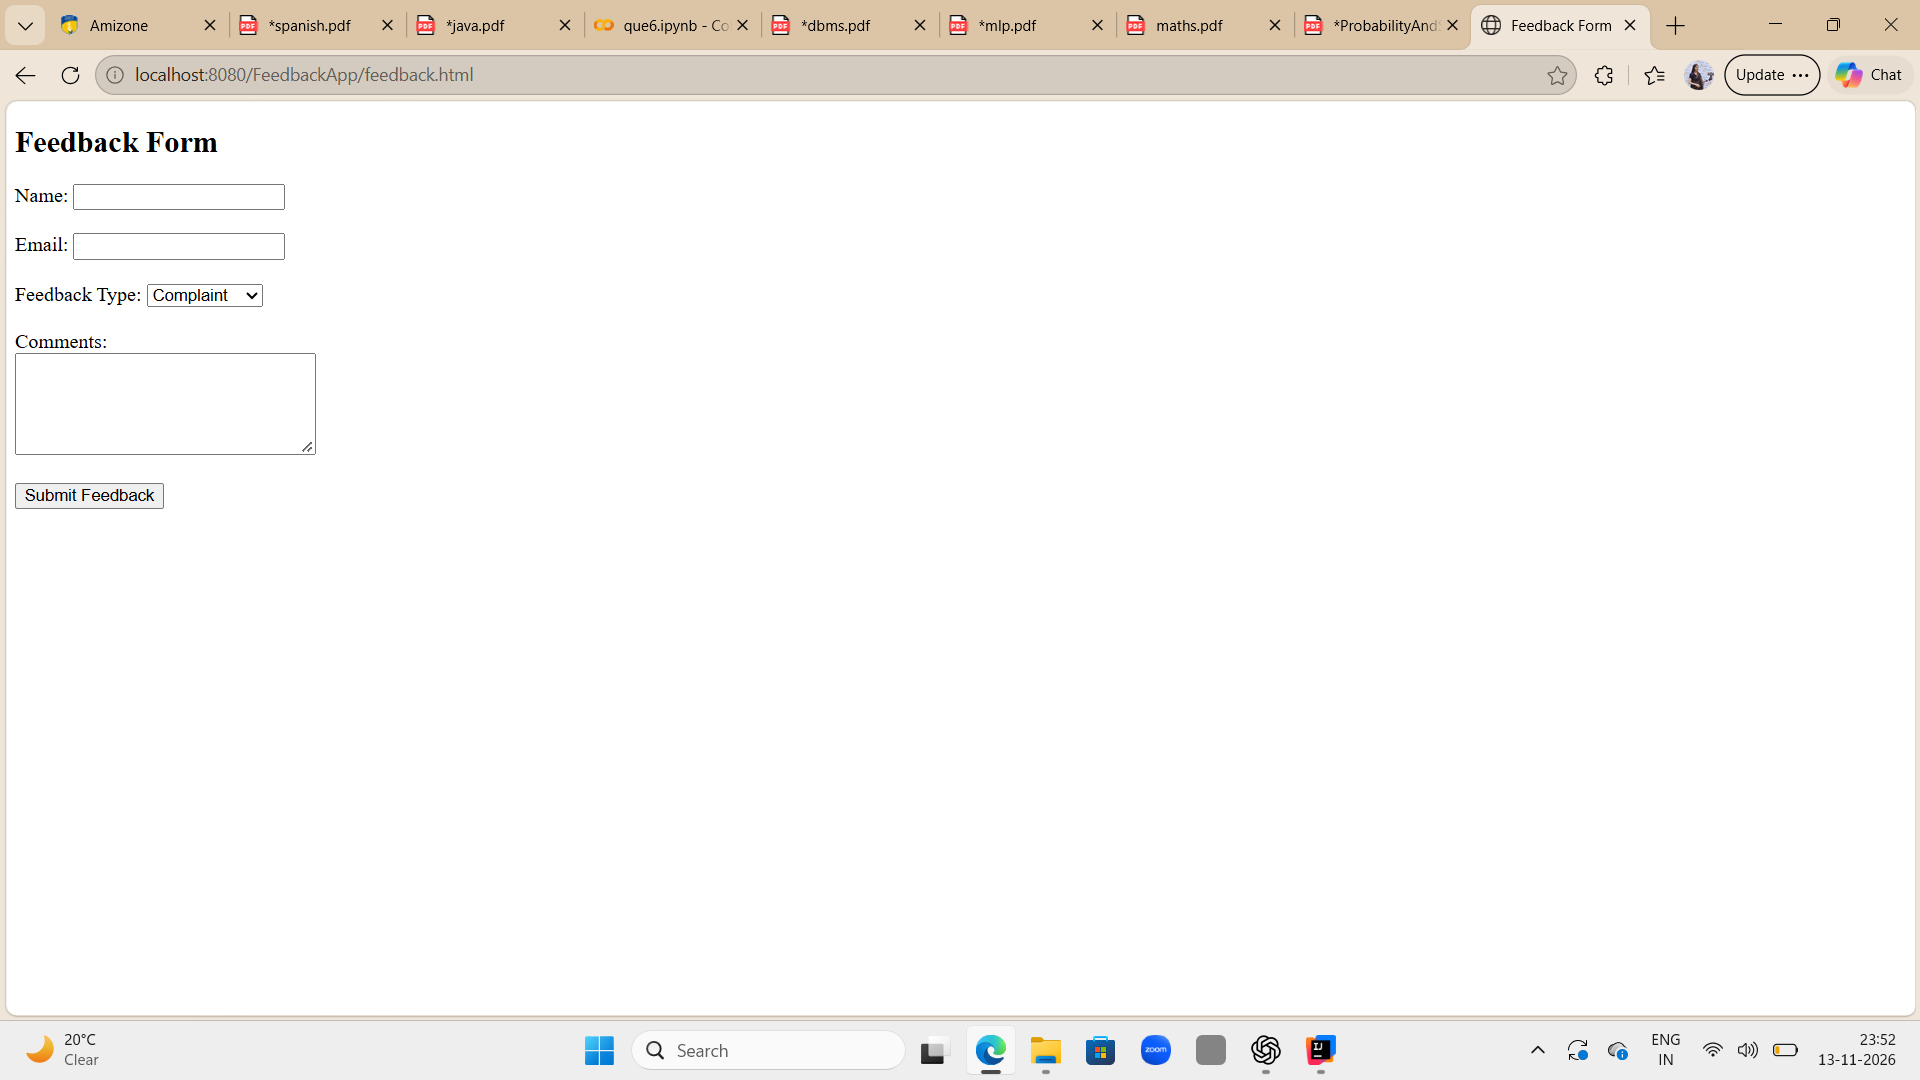 Amizone
*spanish.pdf
*java.pdf
que6.ipynb - Co
*dbms.pdf
*mlp.pdf
maths.pdf
*ProbabilityAndS
Feedback Form
localhost:8080/FeedbackApp/feedback.html
Update
Chat
Feedback Form
Name:
Email:
Feedback Type: Complaint
Comments:
Submit Feedback
20°C
Clear
Search
zoom
ENG
IN
23:52
13-11-2026